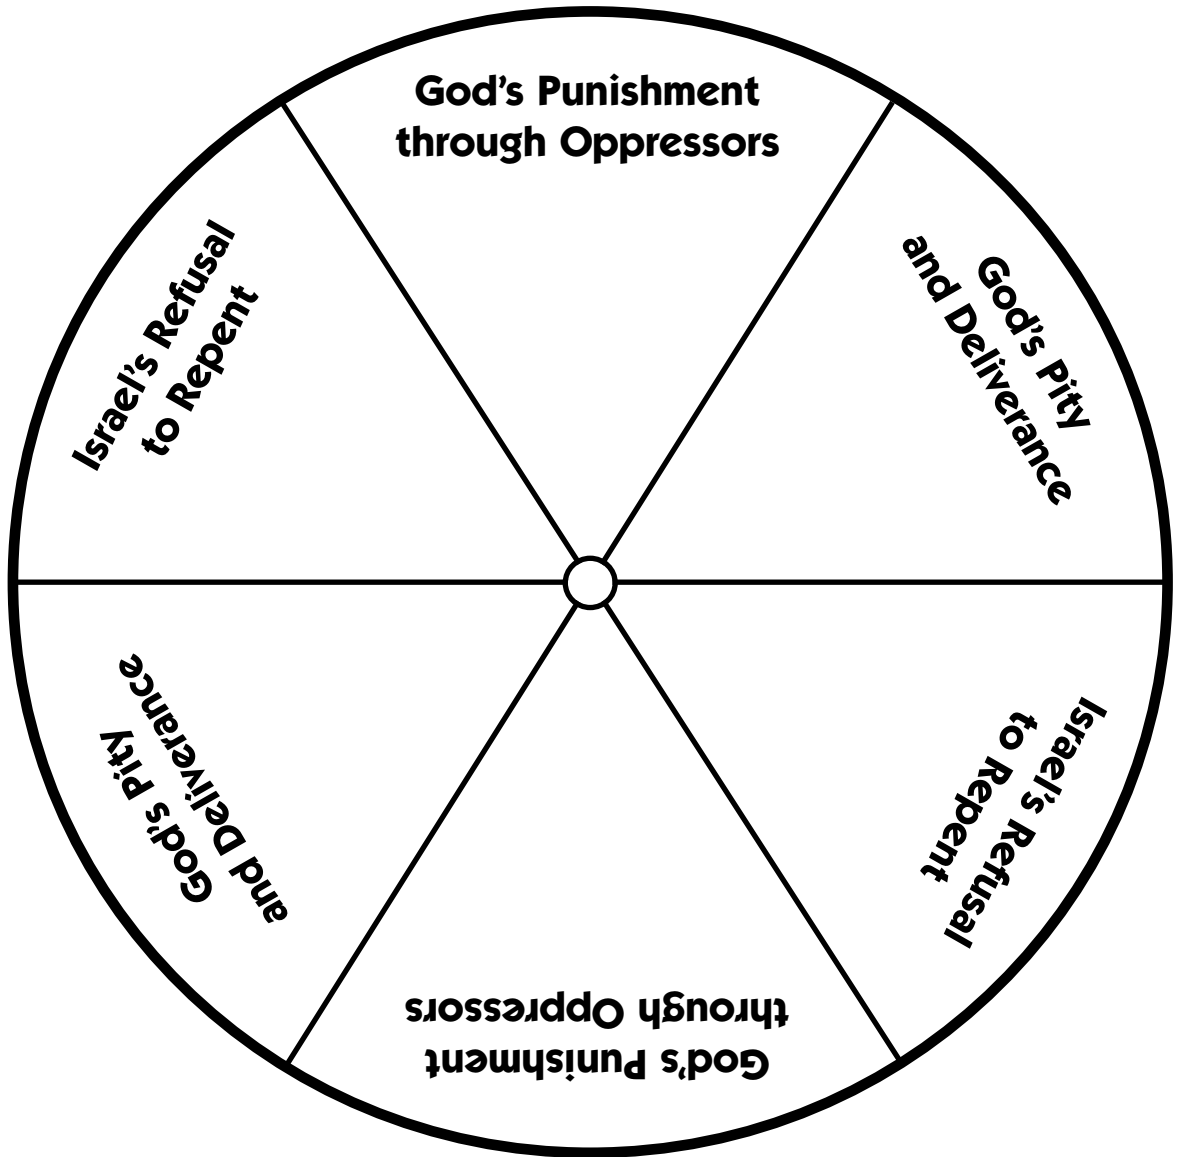 God's Punishment
through Oppressors
God's Pity
and Deliverance
Israel's Refusal
to Repent
God's Punishment
through Oppressors
God's Pity
and Deliverance
Israel's Refusal
to Repent